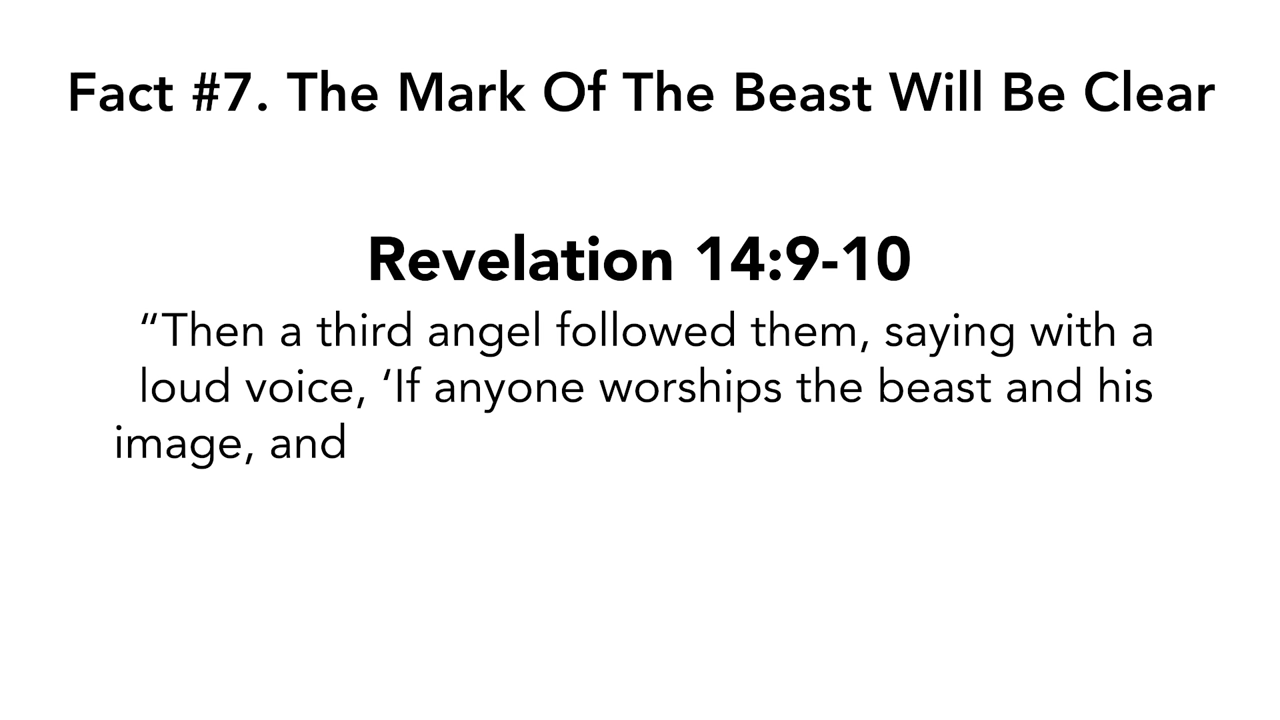 Fact #7. The Mark Of The Beast Will Be Clear
Revelation 14:9-10
“Then a third angel followed them, saying with a
loud voice, ‘If anyone worships the beast and his
image, and